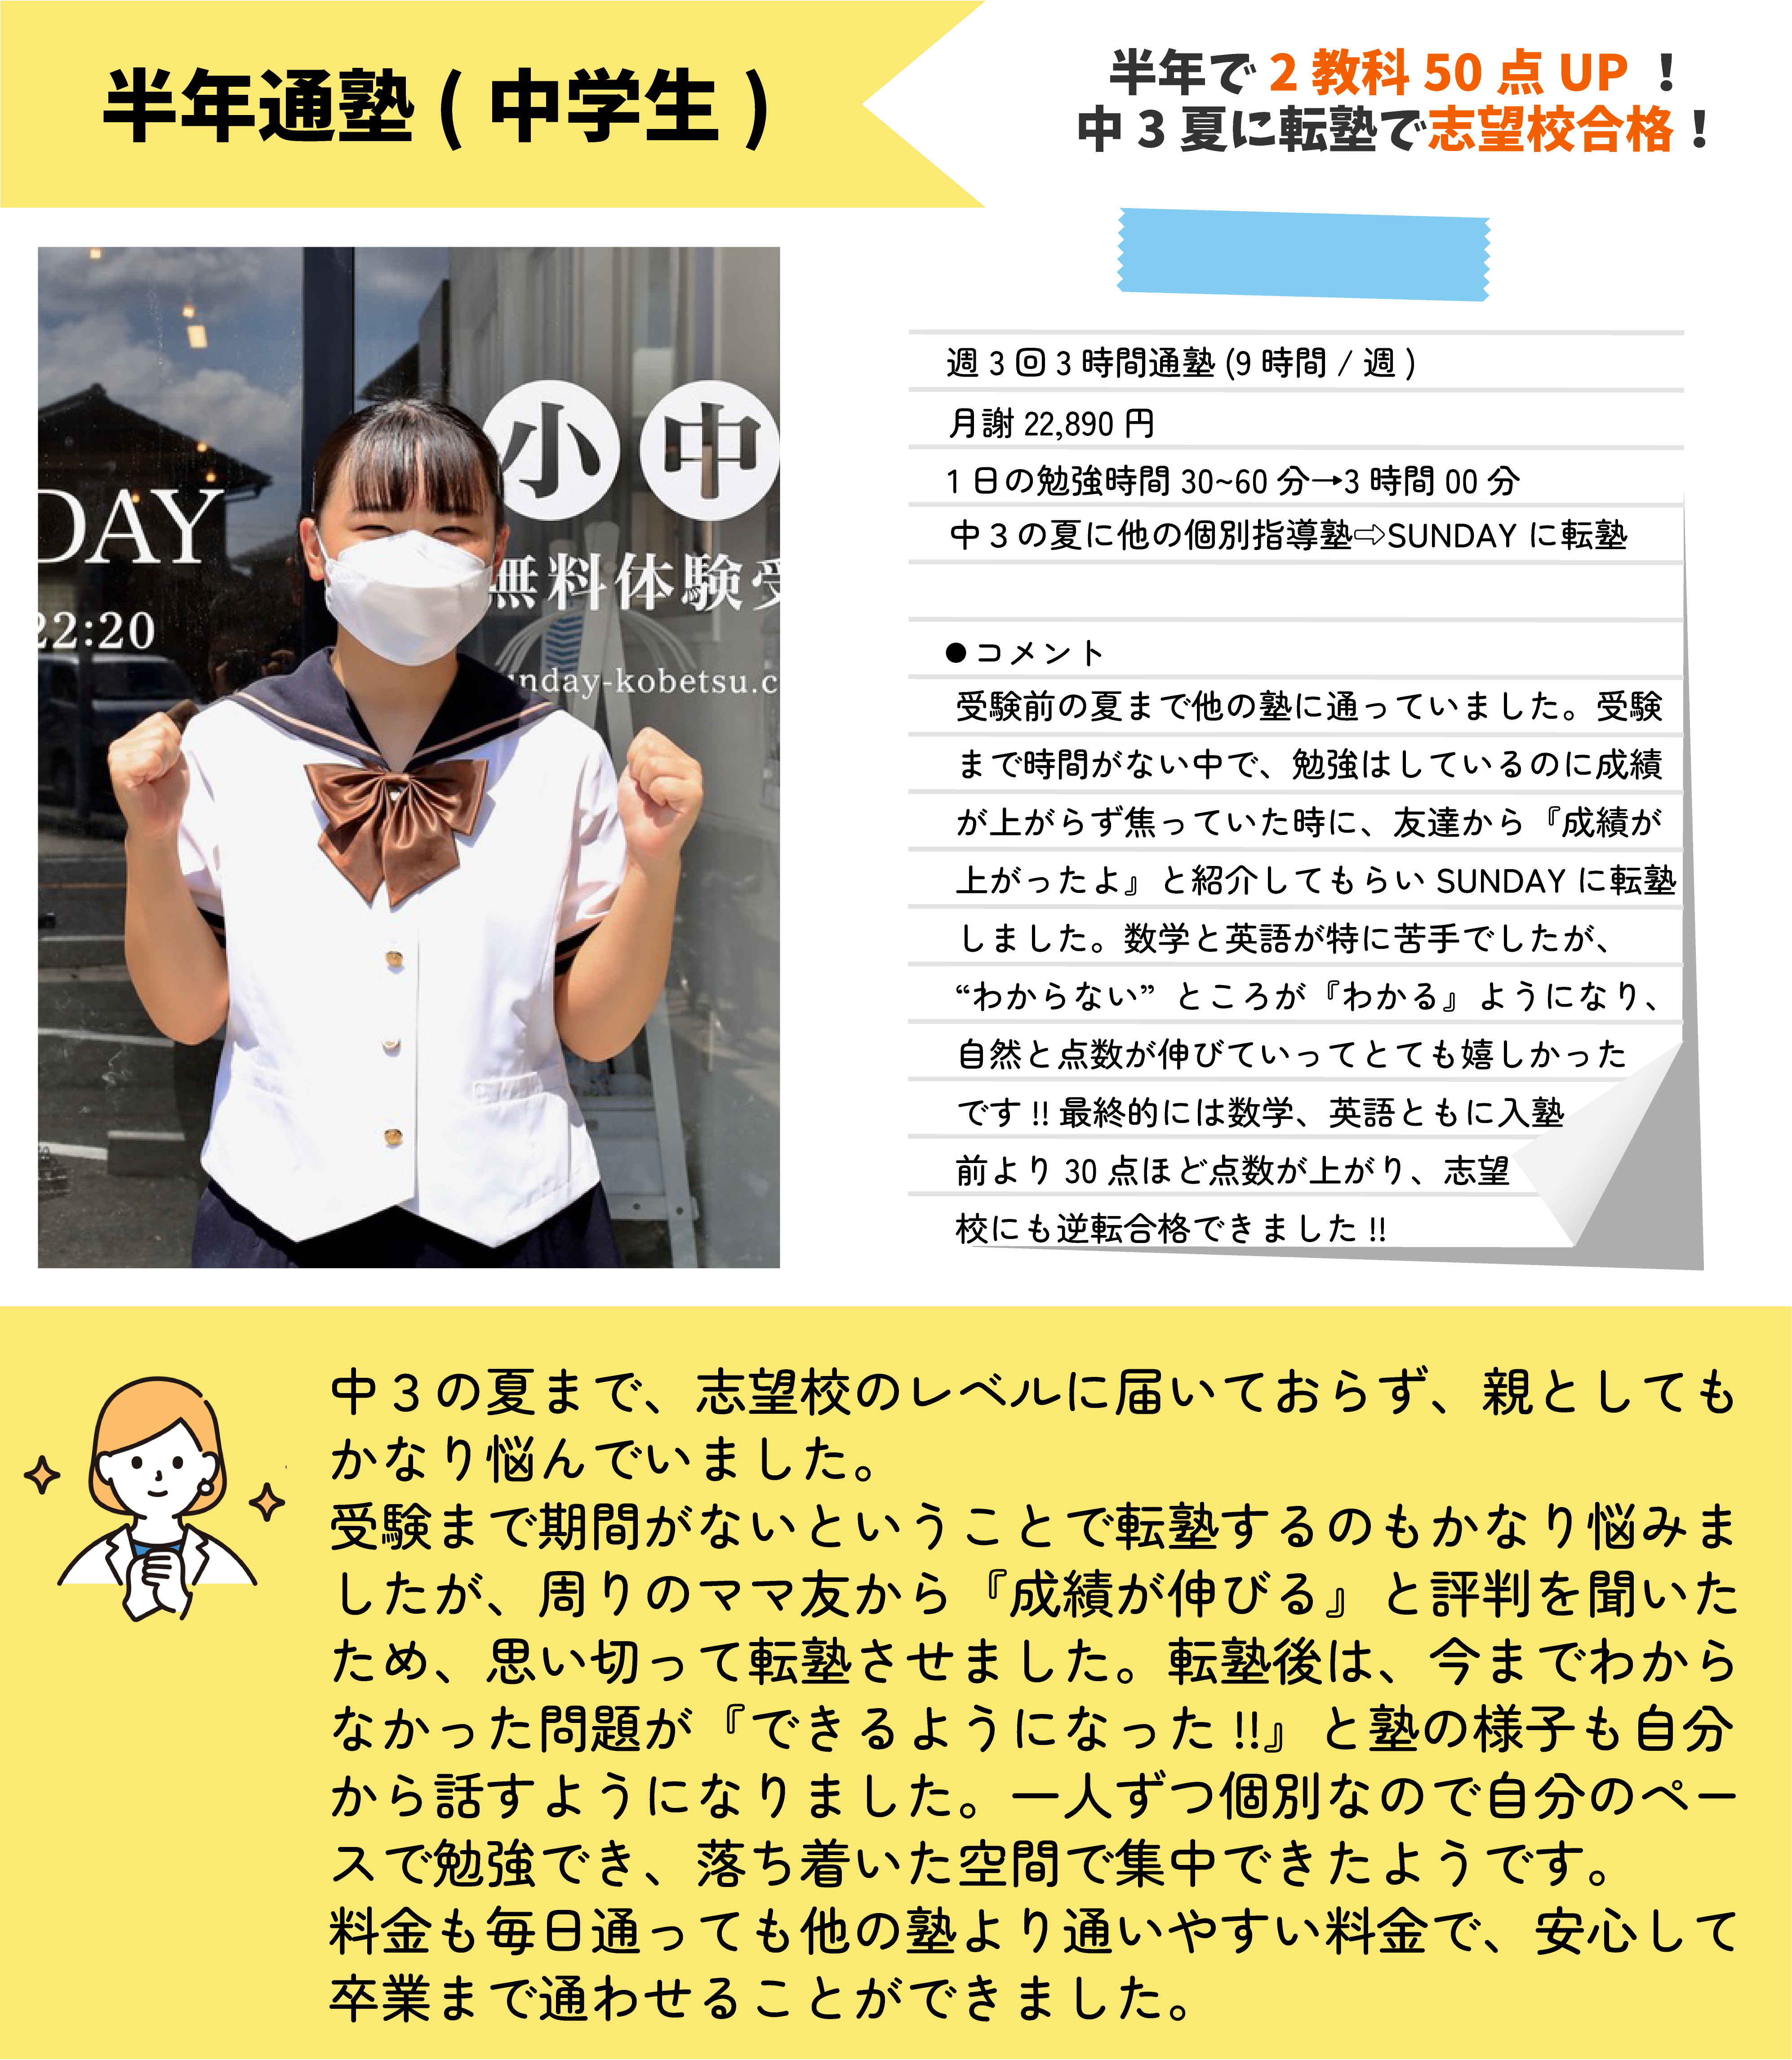 半年通塾(中学生)
半年で2教科50点UP！
中3夏に転塾で志望校合格！
DAY
22:20
小 中
無料体験受
nday-kobetsu.c
週3回3時間通塾(9時間/週)
月謝22,890円
1日の勉強時間30~60分→3時間00分
中3の夏に他の個別指導塾⇨SUNDAYに転塾
●コメント
受験前の夏まで他の塾に通っていました。受験
まで時間がない中で、勉強はしているのに成績
が上がらず焦っていた時に、友達から『成績が
上がったよ』と紹介してもらいSUNDAYに転塾
しました。数学と英語が特に苦手でしたが、
“わからない”ところが『わかる』ようになり、
自然と点数が伸びていってとても嬉しかった
です!!最終的には数学、英語ともに入塾
前より30点ほど点数が上がり、志望
校にも逆転合格できました!!
中3の夏まで、志望校のレベルに届いておらず、親としても
かなり悩んでいました。
受験まで期間がないということで転塾するのもかなり悩みま
したが、周りのママ友から『成績が伸びる』と評判を聞いた
ため、思い切って転塾させました。転塾後は、今までわから
なかった問題が『できるようになった!!』と塾の様子も自分
から話すようになりました。一人ずつ個別なので自分のペー
スで勉強でき、落ち着いた空間で集中できたようです。
料金も毎日通っても他の塾より通いやすい料金で、安心して
卒業まで通わせることができました。